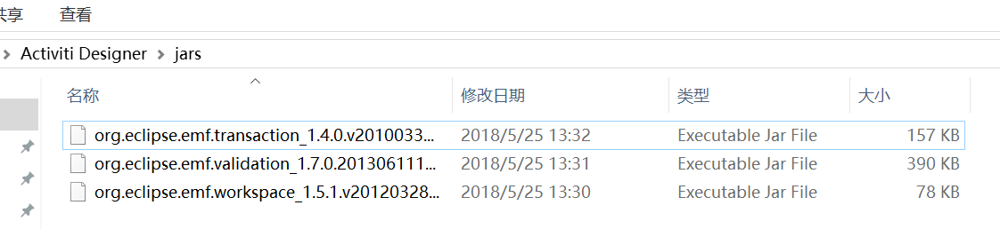 共享 查看
Activiti Designer jars
名称 修改日期 类型 大小
org.eclipse.emf.transaction_1.4.0.v2010033... 2018/5/25 13:32 Executable Jar File 157 KB
org.eclipse.emf.validation_1.7.0.201306111... 2018/5/25 13:31 Executable Jar File 390 KB
org.eclipse.emf.workspace_1.5.1.v20120328... 2018/5/25 13:30 Executable Jar File 78 KB